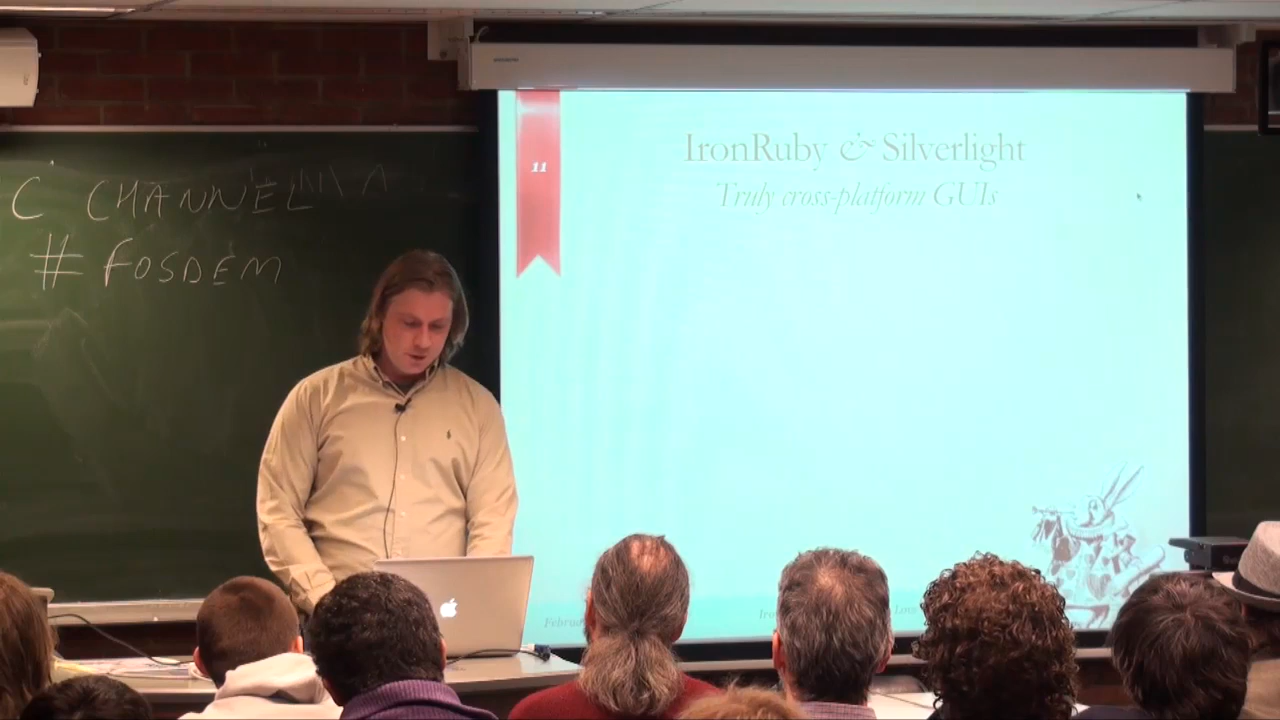 C CHANNEL
# FOSDEM
11
IronRuby & Silverlight
Truly cross-platform GUIs